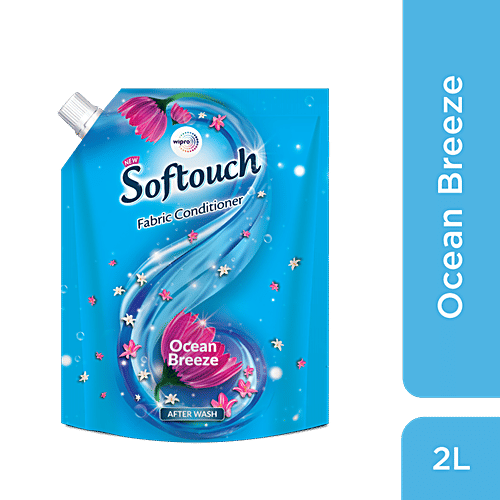 wipro
NEW
Softouch
Fabric Conditioner
Ocean
Breeze
AFTER WASH
Ocean Breeze
2L